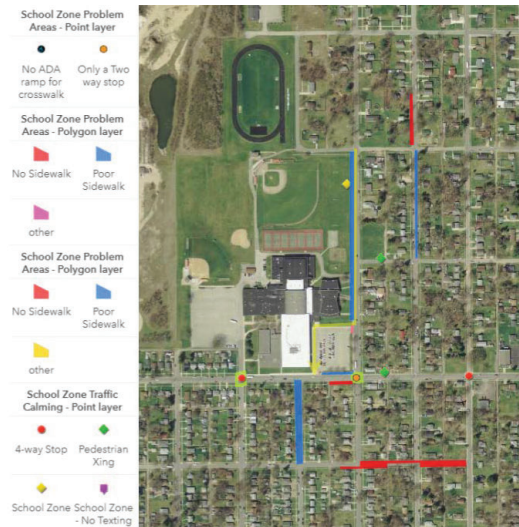 School Zone Problem
Areas - Point layer
No ADA
ramp for
crosswalk
Only a Two
way stop
School Zone Problem
Areas - Polygon layer
No Sidewalk
Poor
Sidewalk
other
School Zone Problem
Areas - Polygon layer
No Sidewalk
Poor
Sidewalk
other
School Zone Traffic
Calming - Point layer
4-way Stop
Pedestrian
Xing
School Zone
School Zone
- No Texting